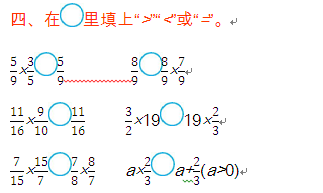 四、在○里填上“>”“<”或“=”。
5/9×3/5○5/9 8/9○8/9×7/9
11/16×9/10○11/16 3/2×19○19×2/3
7/15×15/7○7/8×8/7 a×2/3○a÷2/3(a>0)